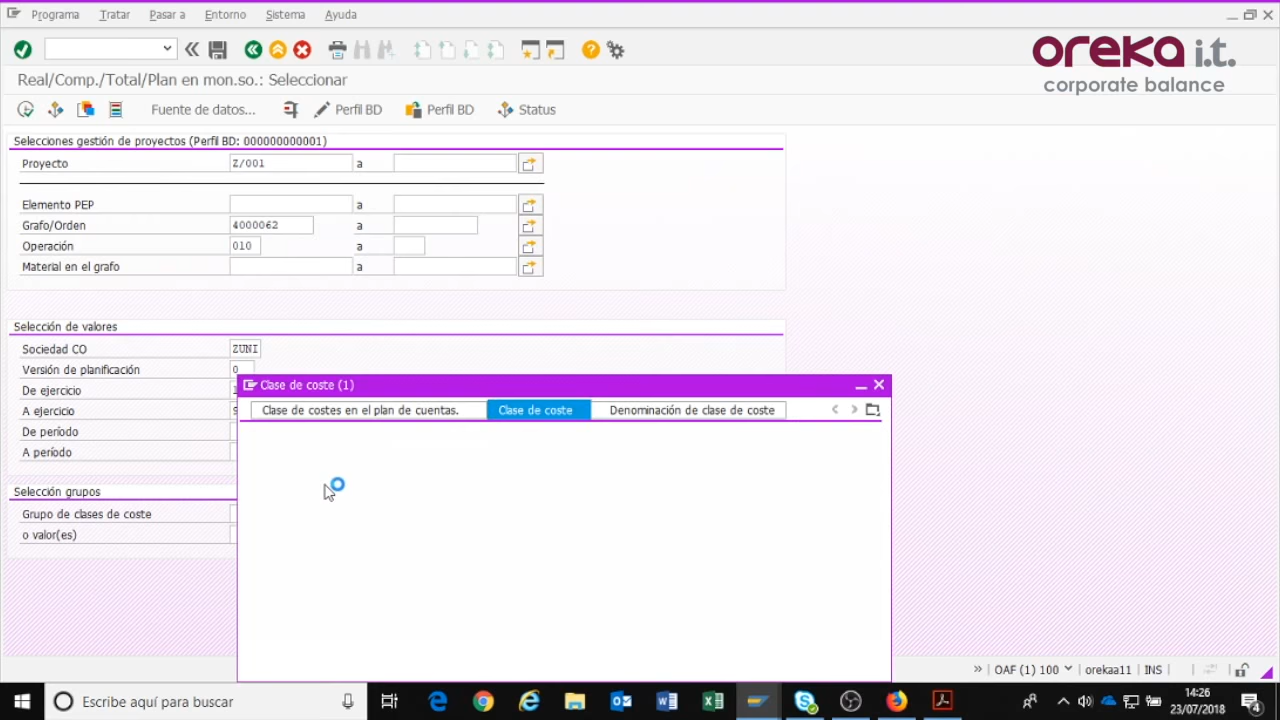 Programa Tratar Pasar a Entorno Sistema Ayuda
oreka i.t.
corporate balance
Real/Comp./Total/Plan en mon.so.: Seleccionar
Fuente de datos... Perfil BD Perfil BD Status
Selecciones gestión de proyectos (Perfil BD: 000000000001)
Proyecto Z/001 a
Elemento PEP a
Grafo/Orden 4000062 a
Operación 010 a
Material en el grafo a
Selección de valores
Sociedad CO ZUNI
Versión de planificación 0
De ejercicio 1
A ejercicio 9
De período
A período
Selección grupos
Grupo de clases de coste
o valor(es)
Clase de coste (1)
Clase de costes en el plan de cuentas. Clase de coste Denominación de clase de coste
OAF (1) 100 orekaa11 INS
Escribe aquí para buscar
14:26
23/07/2018
4